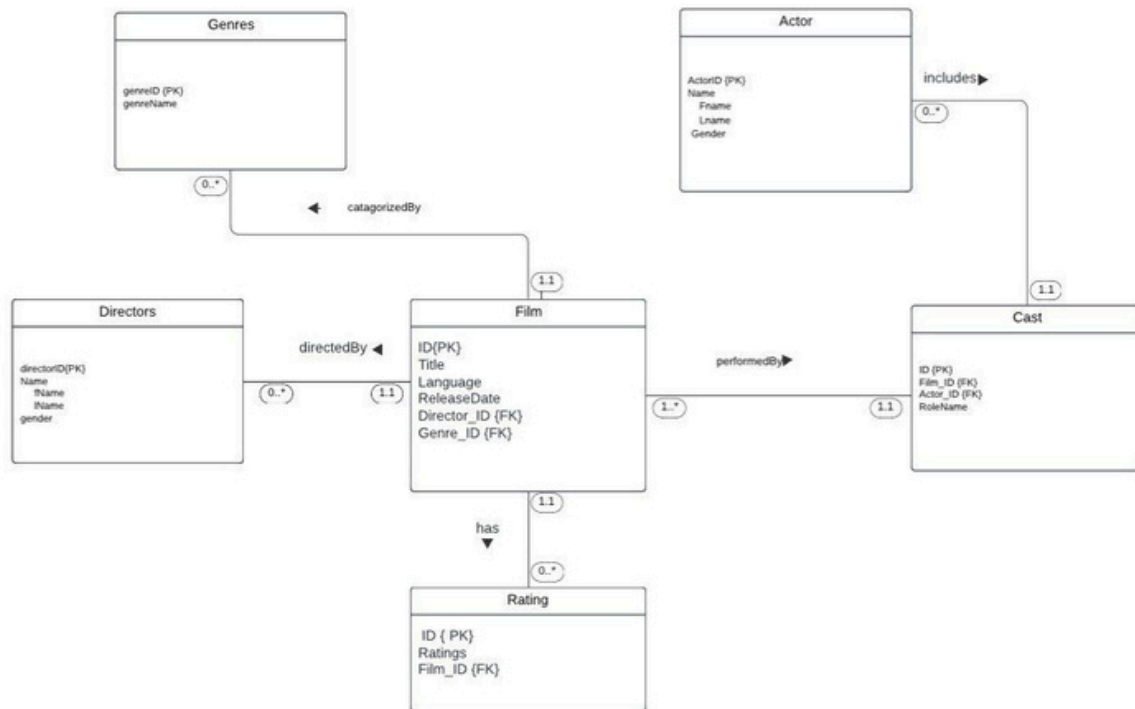 Genres
genreID {PK}
genreName
0..*
catagorizedBy
1.1
Actor
ActorID {PK}
Name
Fname
Lname
Gender
includes
0..*
1.1
Directors
directorID{PK}
Name
fName
lName
gender
directedBy
0..*
1.1
Film
ID{PK}
Title
Language
ReleaseDate
Director_ID {FK}
Genre_ID {FK}
performedBy
1..*
1.1
Cast
ID {PK}
Film_ID {FK}
Actor_ID {FK}
RoleName
1.1
has
0..*
Rating
ID { PK}
Ratings
Film_ID {FK}